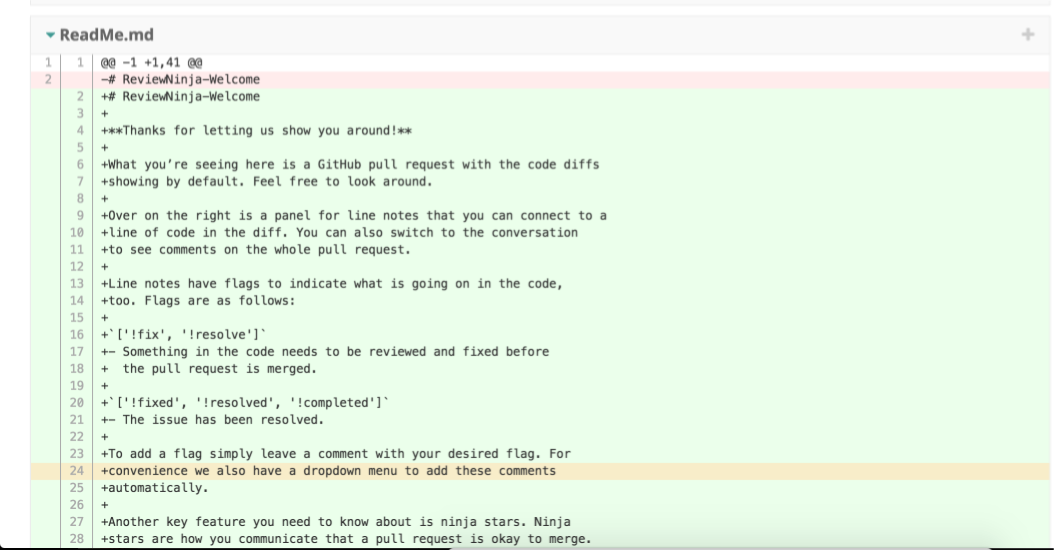 ReadMe.md +
1 1 @@ -1 +1,41 @@
2 -# ReviewNinja-Welcome
2 +# ReviewNinja-Welcome
3 +
4 +**Thanks for letting us show you around!**
5 +
6 +What you’re seeing here is a GitHub pull request with the code diffs
7 +showing by default. Feel free to look around.
8 +
9 +Over on the right is a panel for line notes that you can connect to a
10 +line of code in the diff. You can also switch to the conversation
11 +to see comments on the whole pull request.
12 +
13 +Line notes have flags to indicate what is going on in the code,
14 +too. Flags are as follows:
15 +
16 +`['!fix', '!resolve']`
17 +- Something in the code needs to be reviewed and fixed before
18 +  the pull request is merged.
19 +
20 +`['!fixed', '!resolved', '!completed']`
21 +- The issue has been resolved.
22 +
23 +To add a flag simply leave a comment with your desired flag. For
24 +convenience we also have a dropdown menu to add these comments
25 +automatically.
26 +
27 +Another key feature you need to know about is ninja stars. Ninja
28 +stars are how you communicate that a pull request is okay to merge.